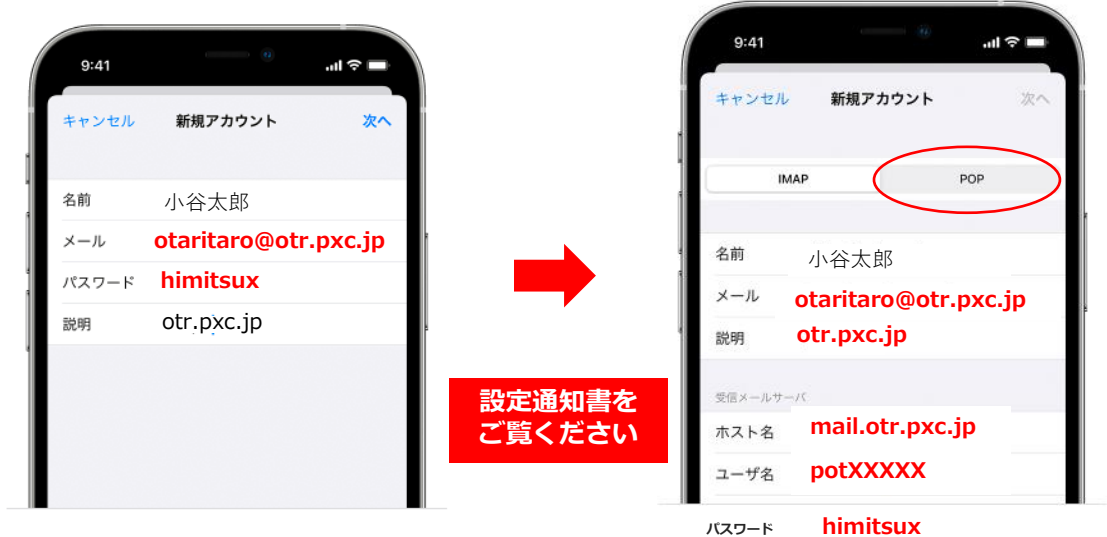 9:41
キャンセル 新規アカウント 次へ
名前 小谷太郎
メール otaritaro@otr.pxc.jp
パスワード himitsux
説明 otr.pxc.jp
設定通知書を
ご覧ください
9:41
キャンセル 新規アカウント 次へ
IMAP POP
名前 小谷太郎
メール otaritaro@otr.pxc.jp
説明 otr.pxc.jp
受信メールサーバ
ホスト名 mail.otr.pxc.jp
ユーザ名 potXXXXX
パスワード himitsux